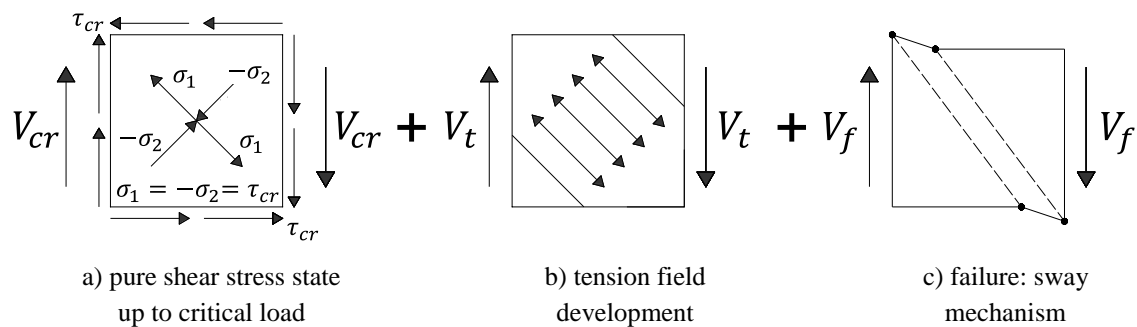 τcr
σ1
−σ2
−σ2
σ1
σ1 = −σ2= τcr
τcr
Vcr
Vcr
+
Vt
Vt
+
Vf
Vf
a) pure shear stress state
up to critical load
b) tension field
development
c) failure: sway
mechanism